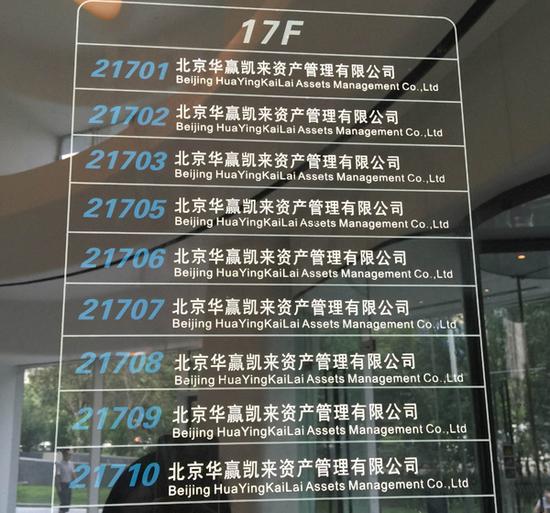 17F
21701 北京华赢凯来资产管理有限公司
Beijing HuaYingKaiLai Assets Management Co.,Ltd
21702 北京华赢凯来资产管理有限公司
Beijing HuaYingKaiLai Assets Management Co.,Ltd
21703 北京华赢凯来资产管理有限公司
Beijing HuaYingKaiLai Assets Management Co.,Ltd
21705 北京华赢凯来资产管理有限公司
Beijing HuaYingKaiLai Assets Management Co.,Ltd
21706 北京华赢凯来资产管理有限公司
Beijing HuaYingKaiLai Assets Management Co.,Ltd
21707 北京华赢凯来资产管理有限公司
Beijing HuaYingKaiLai Assets Management Co.,Ltd
21708 北京华赢凯来资产管理有限公司
Beijing HuaYingKaiLai Assets Management Co.,Ltd
21709 北京华赢凯来资产管理有限公司
Beijing HuaYingKaiLai Assets Management Co.,Ltd
21710 北京华赢凯来资产管理有限公司
Beijing HuaYingKaiLai Assets Management Co.,Ltd